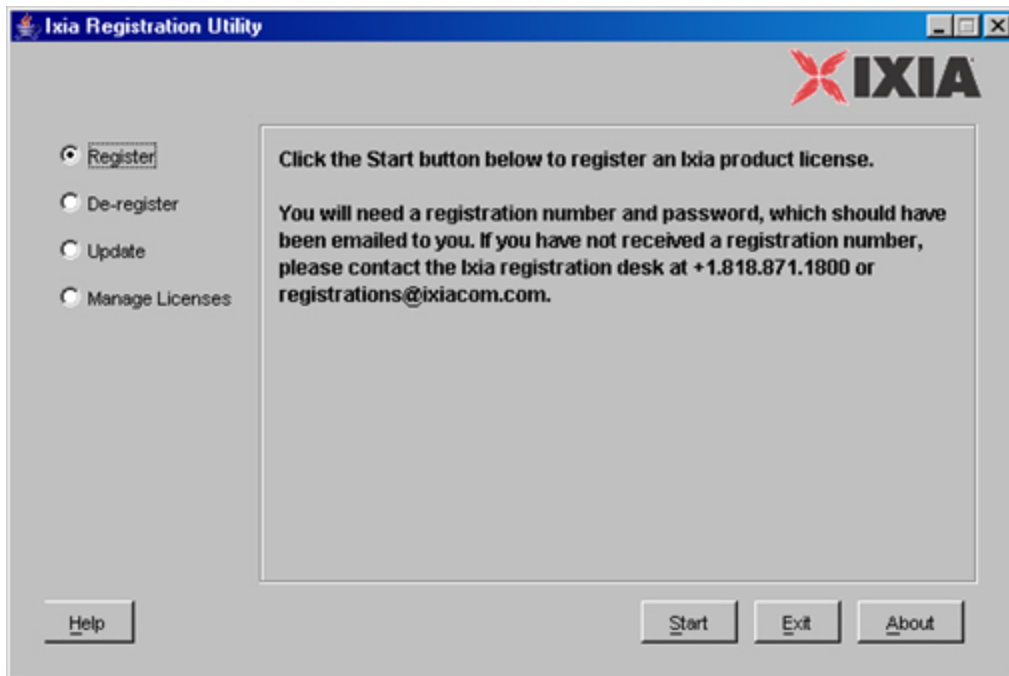 Ixia Registration Utility
IXIA
Register
De-register
Update
Manage Licenses
Click the Start button below to register an Ixia product license.
You will need a registration number and password, which should have
been emailed to you. If you have not received a registration number,
please contact the Ixia registration desk at +1.818.871.1800 or
registrations@ixiacom.com.
Help
Start
Exit
About